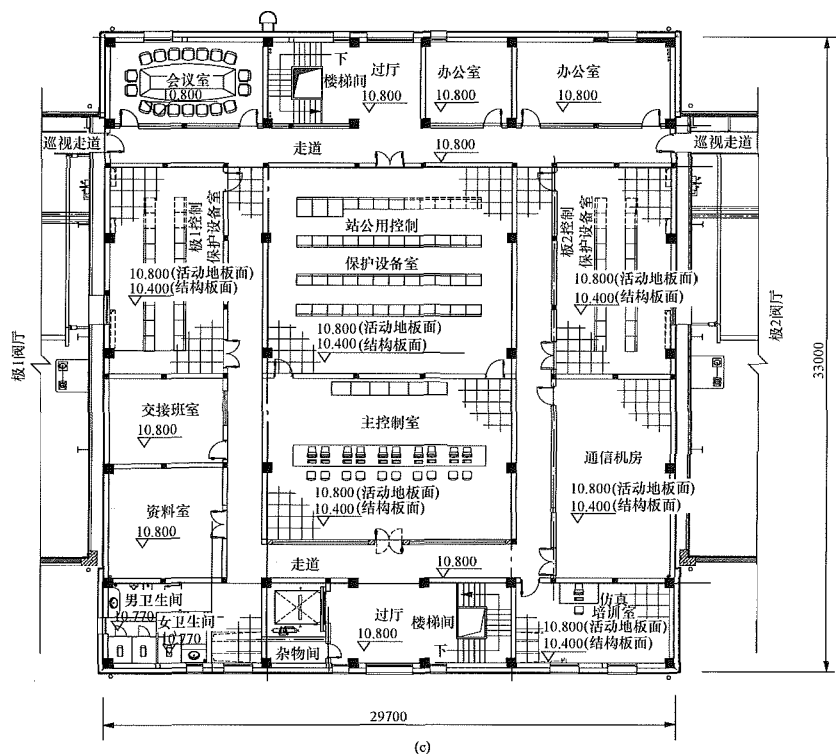 会议室
10.800
下
楼梯间
过厅
10.800
办公室
10.800
办公室
10.800
巡视走道
走道
10.800
巡视走道
极1控制
保护设备室
10.800(活动地板面)
10.400(结构板面)
站公用控制
保护设备室
10.800(活动地板面)
10.400(结构板面)
板2控制
保护设备室
10.800(活动地板面)
10.400(结构板面)
极1阀厅
极2阀厅
33000
交接班室
10.800
主控制室
10.800(活动地板面)
10.400(结构板面)
通信机房
10.800(活动地板面)
10.400(结构板面)
资料室
10.800
走道
10.800
男卫生间
10.770
女卫生间
10.770
过厅
10.800
楼梯间
下
杂物间
仿真
培训室
10.800(活动地板面)
10.400(结构板面)
29700
(c)